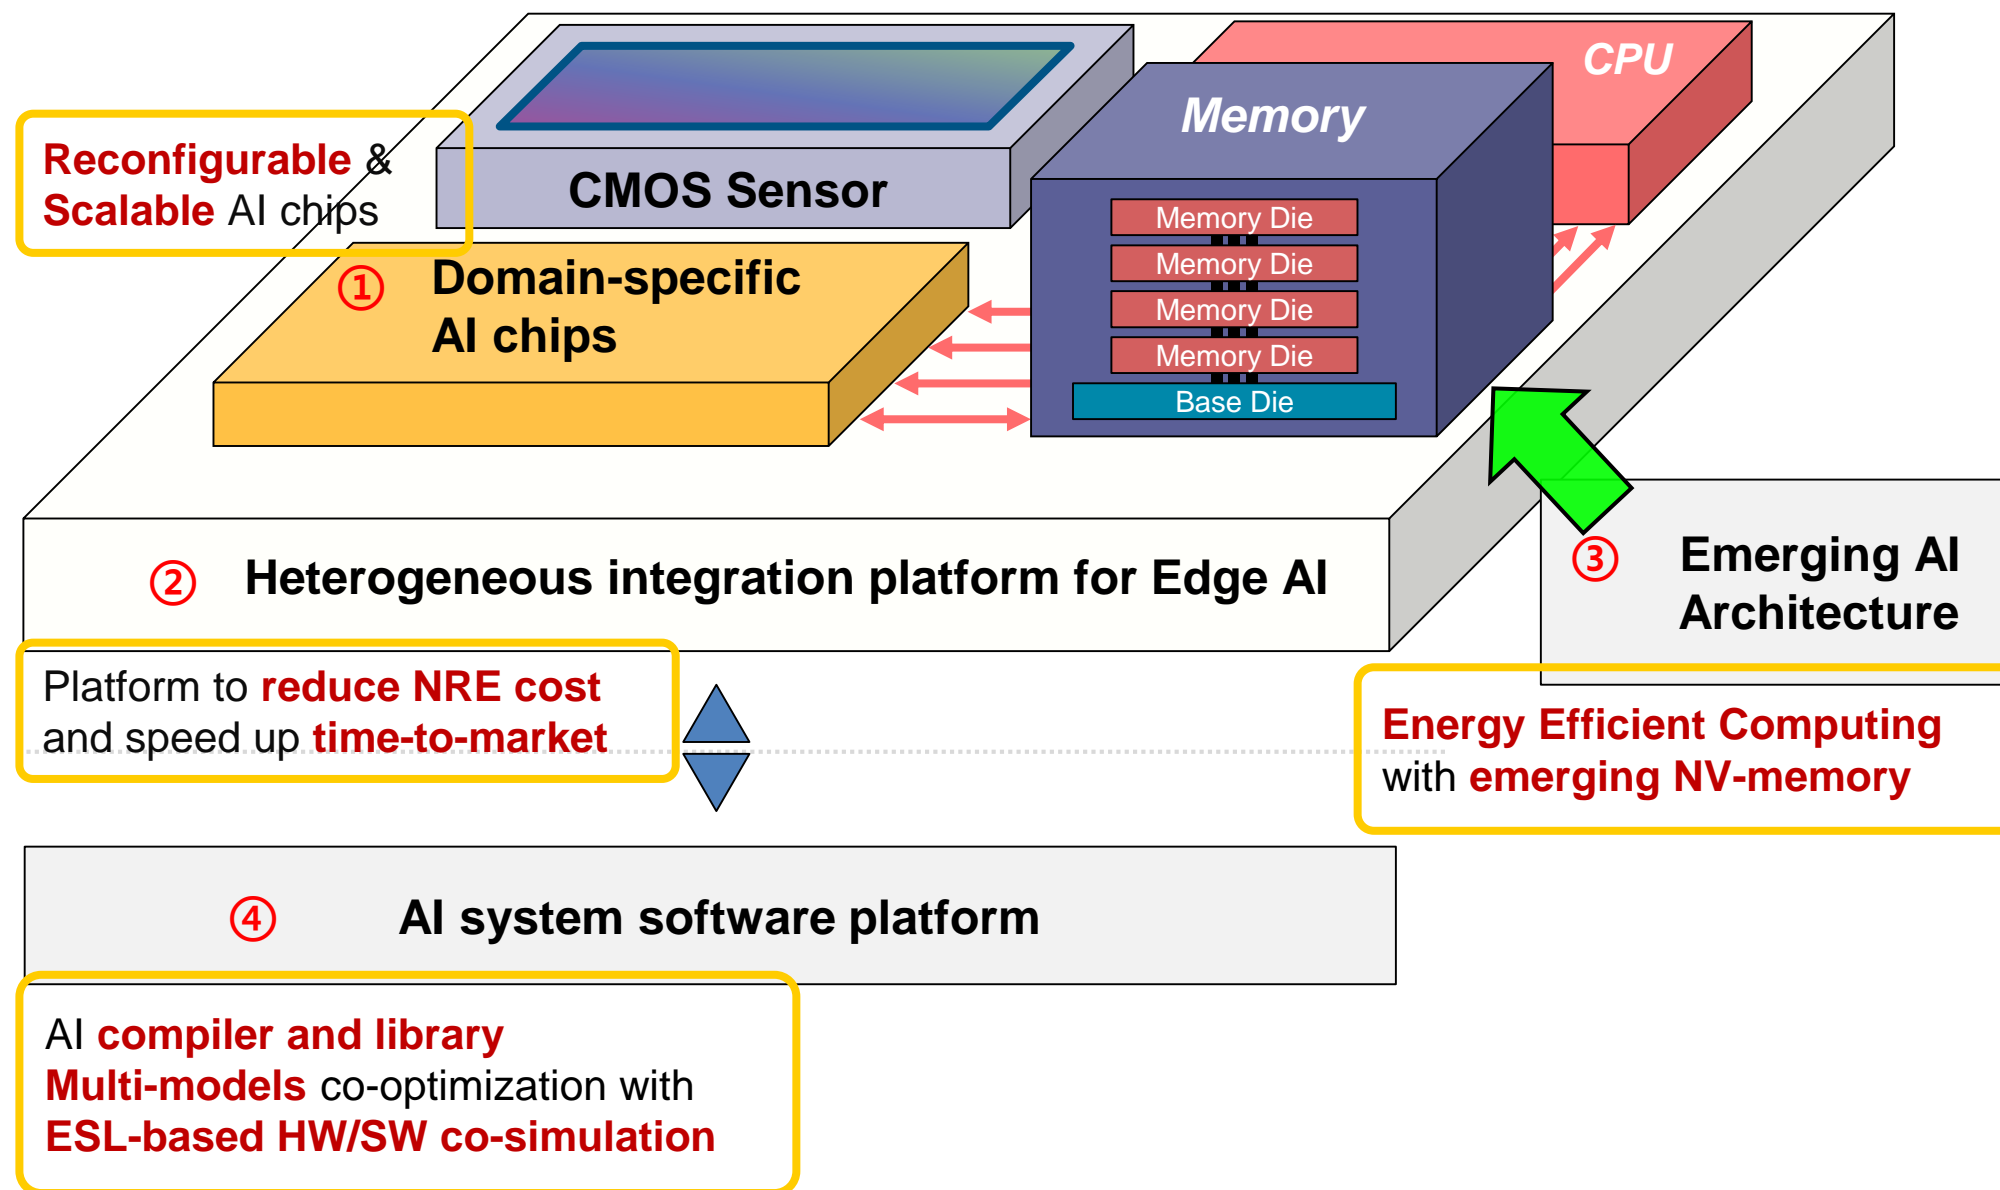 CPU
Memory
Reconfigurable &
Scalable AI chips
CMOS Sensor
Memory Die
Memory Die
Memory Die
Memory Die
Base Die
① Domain-specific
AI chips
② Heterogeneous integration platform for Edge AI
③ Emerging AI
Architecture
Platform to reduce NRE cost
and speed up time-to-market
Energy Efficient Computing
with emerging NV-memory
④ AI system software platform
AI compiler and library
Multi-models co-optimization with
ESL-based HW/SW co-simulation